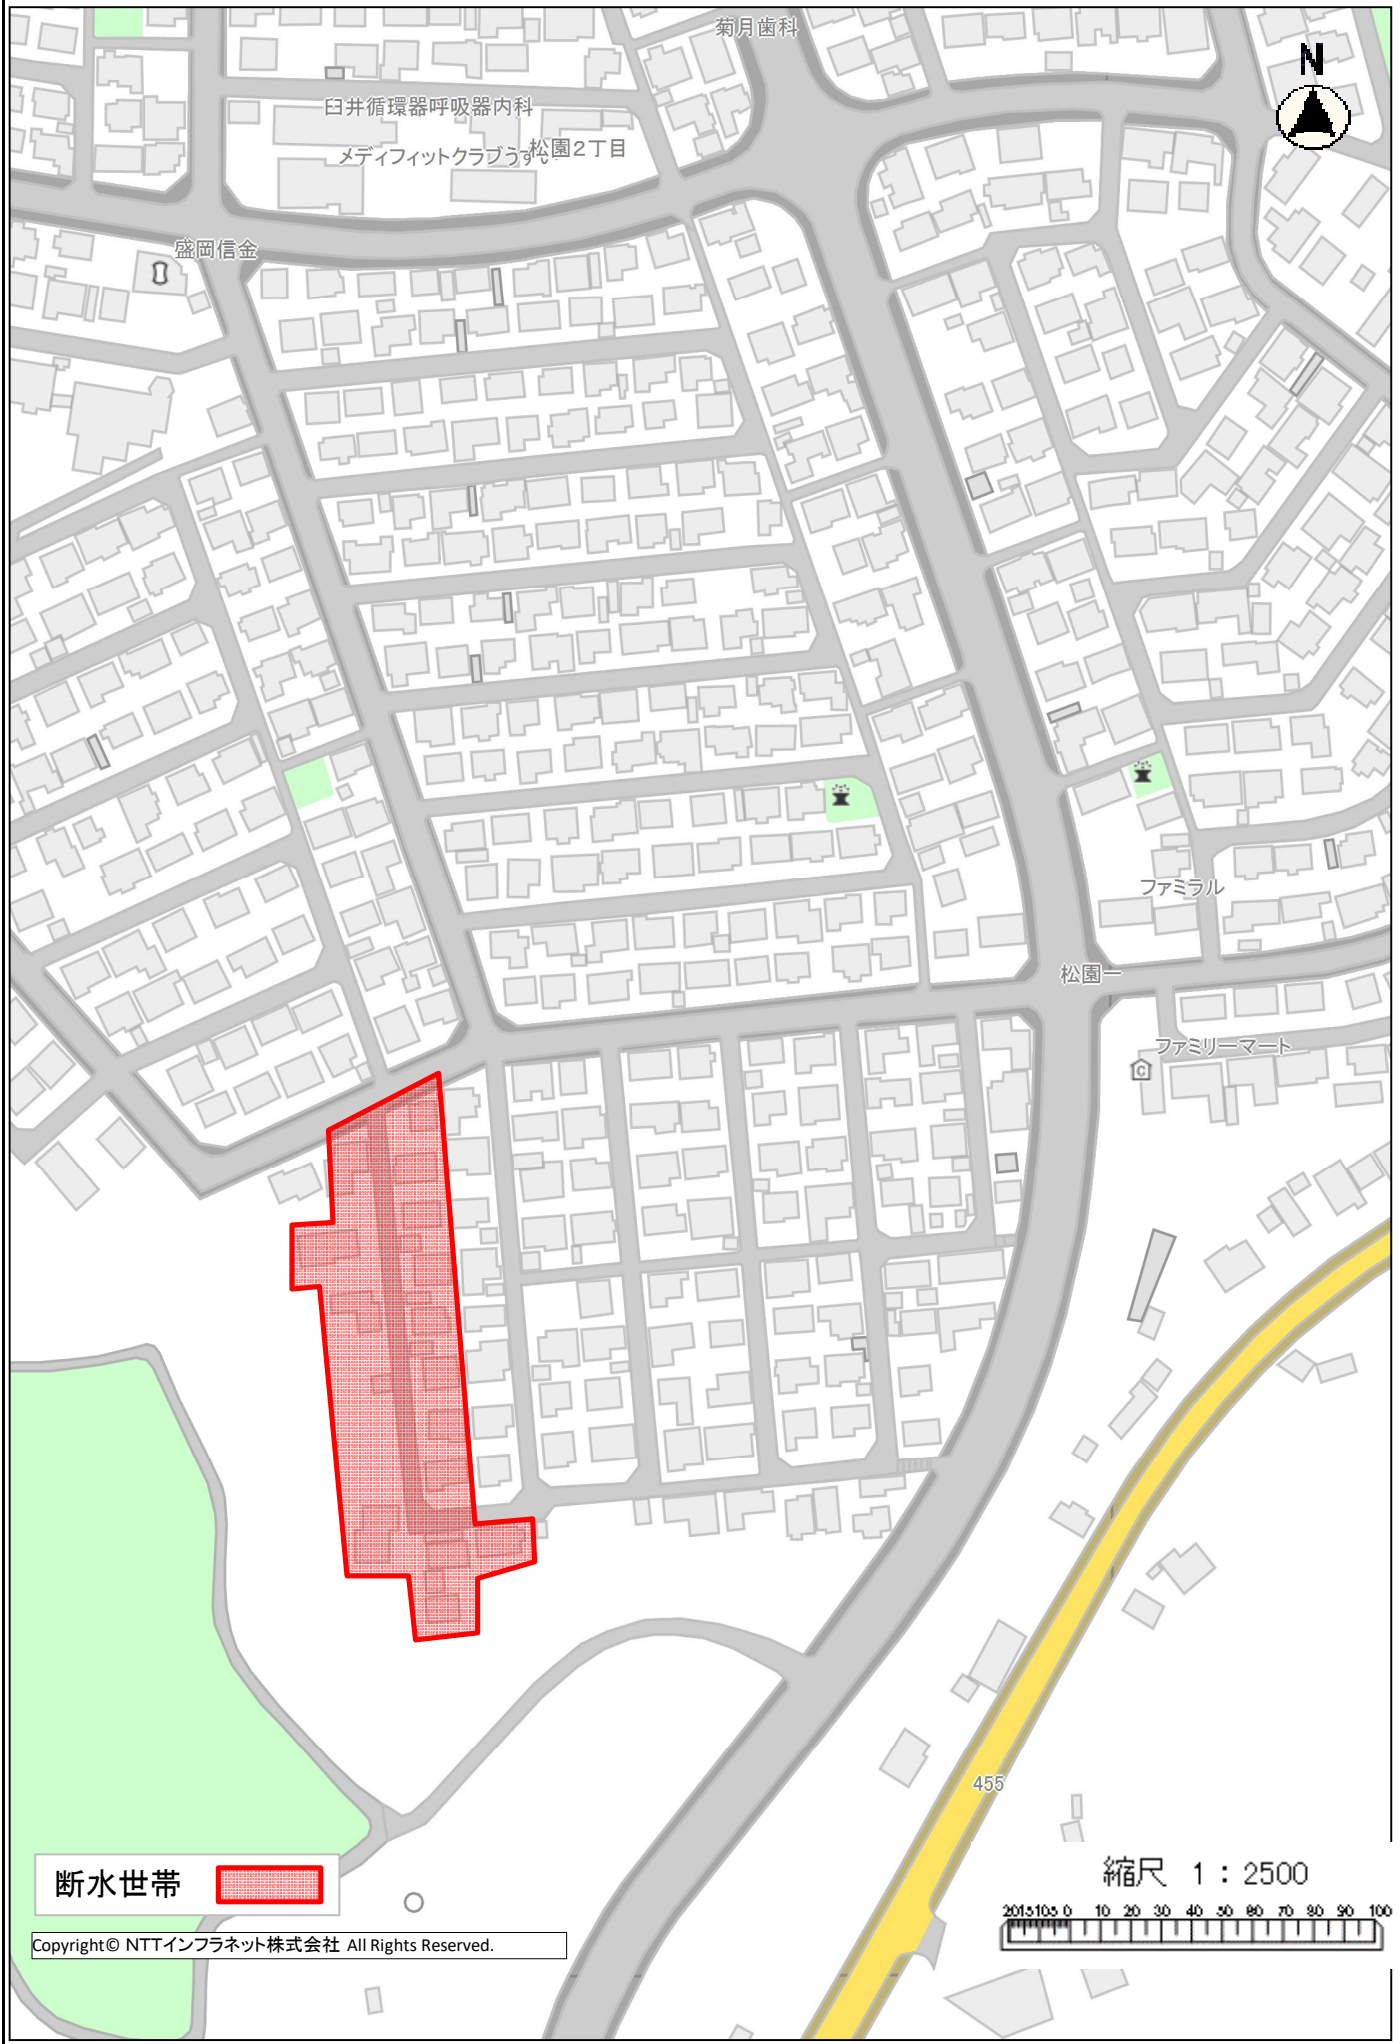 菊月歯科
N
臼井循環器呼吸器内科
松園2丁目
メディフィットクラブうすい
盛岡信金
ファミラル
松園一
ファミリーマート
C
455
断水世帯
縮尺 1：2500
20 15 10 5 0 10 20 30 40 50 60 70 80 90 100
Copyright© NTTインフラネット株式会社 All Rights Reserved.